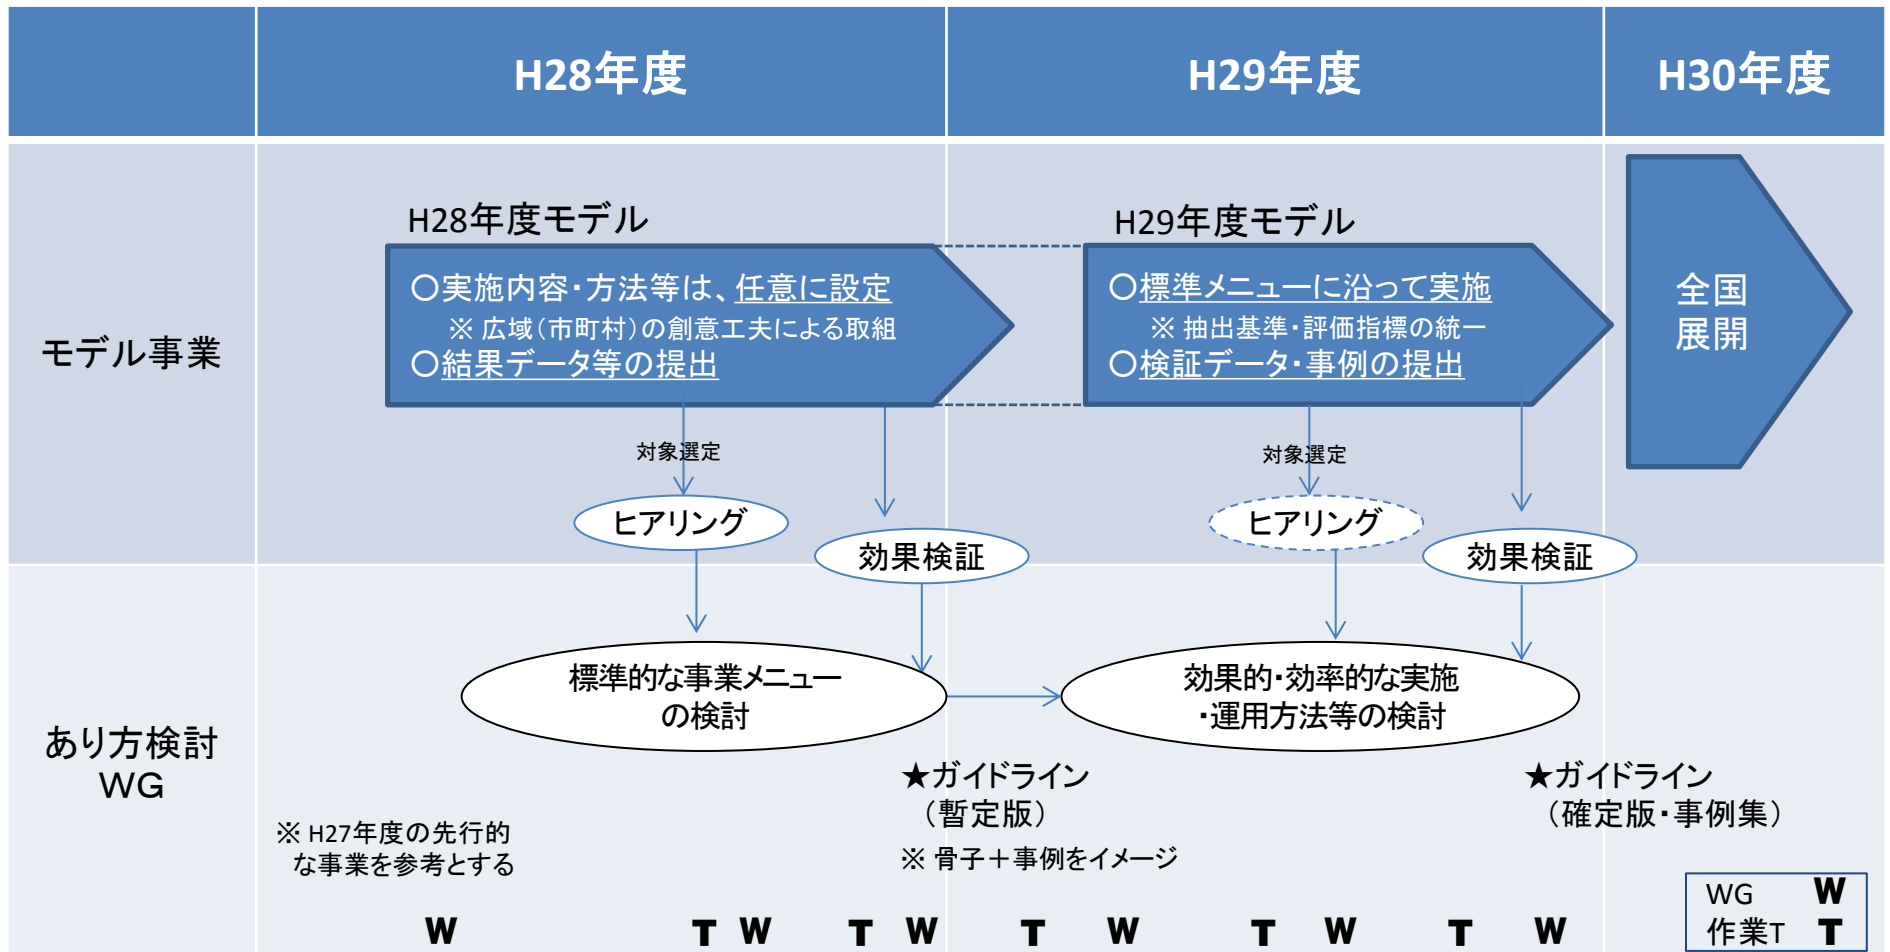 H28年度
H29年度
H30年度
モデル事業
H28年度モデル
○実施内容・方法等は、任意に設定
※ 広域（市町村）の創意工夫による取組
○結果データ等の提出
H29年度モデル
○標準メニューに沿って実施
※ 抽出基準・評価指標の統一
○検証データ・事例の提出
全国
展開
対象選定
対象選定
ヒアリング
効果検証
ヒアリング
効果検証
あり方検討
WG
標準的な事業メニュー
の検討
効果的・効率的な実施
・運用方法等の検討
★ガイドライン
（暫定版）
※ 骨子＋事例をイメージ
★ガイドライン
（確定版・事例集）
※ H27年度の先行的
な事業を参考とする
W T W T W T W T W T W
WG W
作業T T